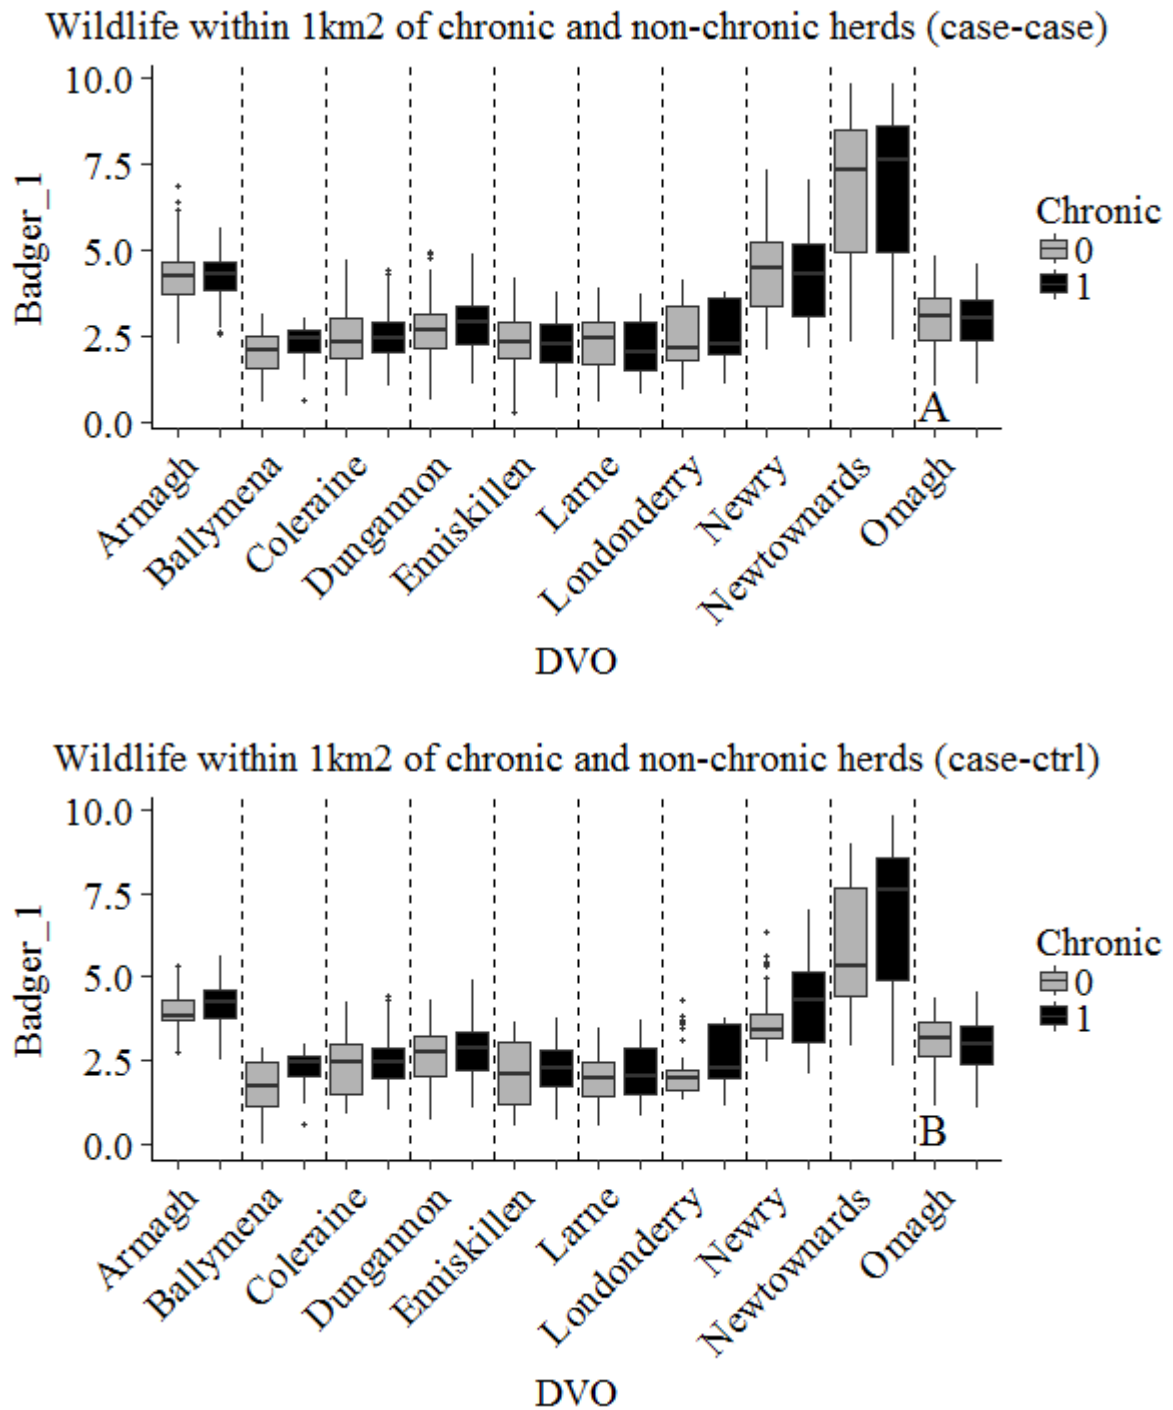 Wildlife within 1km2 of chronic and non-chronic herds (case-case)
10.0
7.5
5.0
2.5
0.0
Badger_1
Chronic
0
1
A
Armagh
Ballymena
Coleraine
Dungannon
Enniskillen
Larne
Londonderry
Newry
Newtownards
Omagh
DVO
Wildlife within 1km2 of chronic and non-chronic herds (case-ctrl)
10.0
7.5
5.0
2.5
0.0
Badger_1
Chronic
0
1
B
Armagh
Ballymena
Coleraine
Dungannon
Enniskillen
Larne
Londonderry
Newry
Newtownards
Omagh
DVO